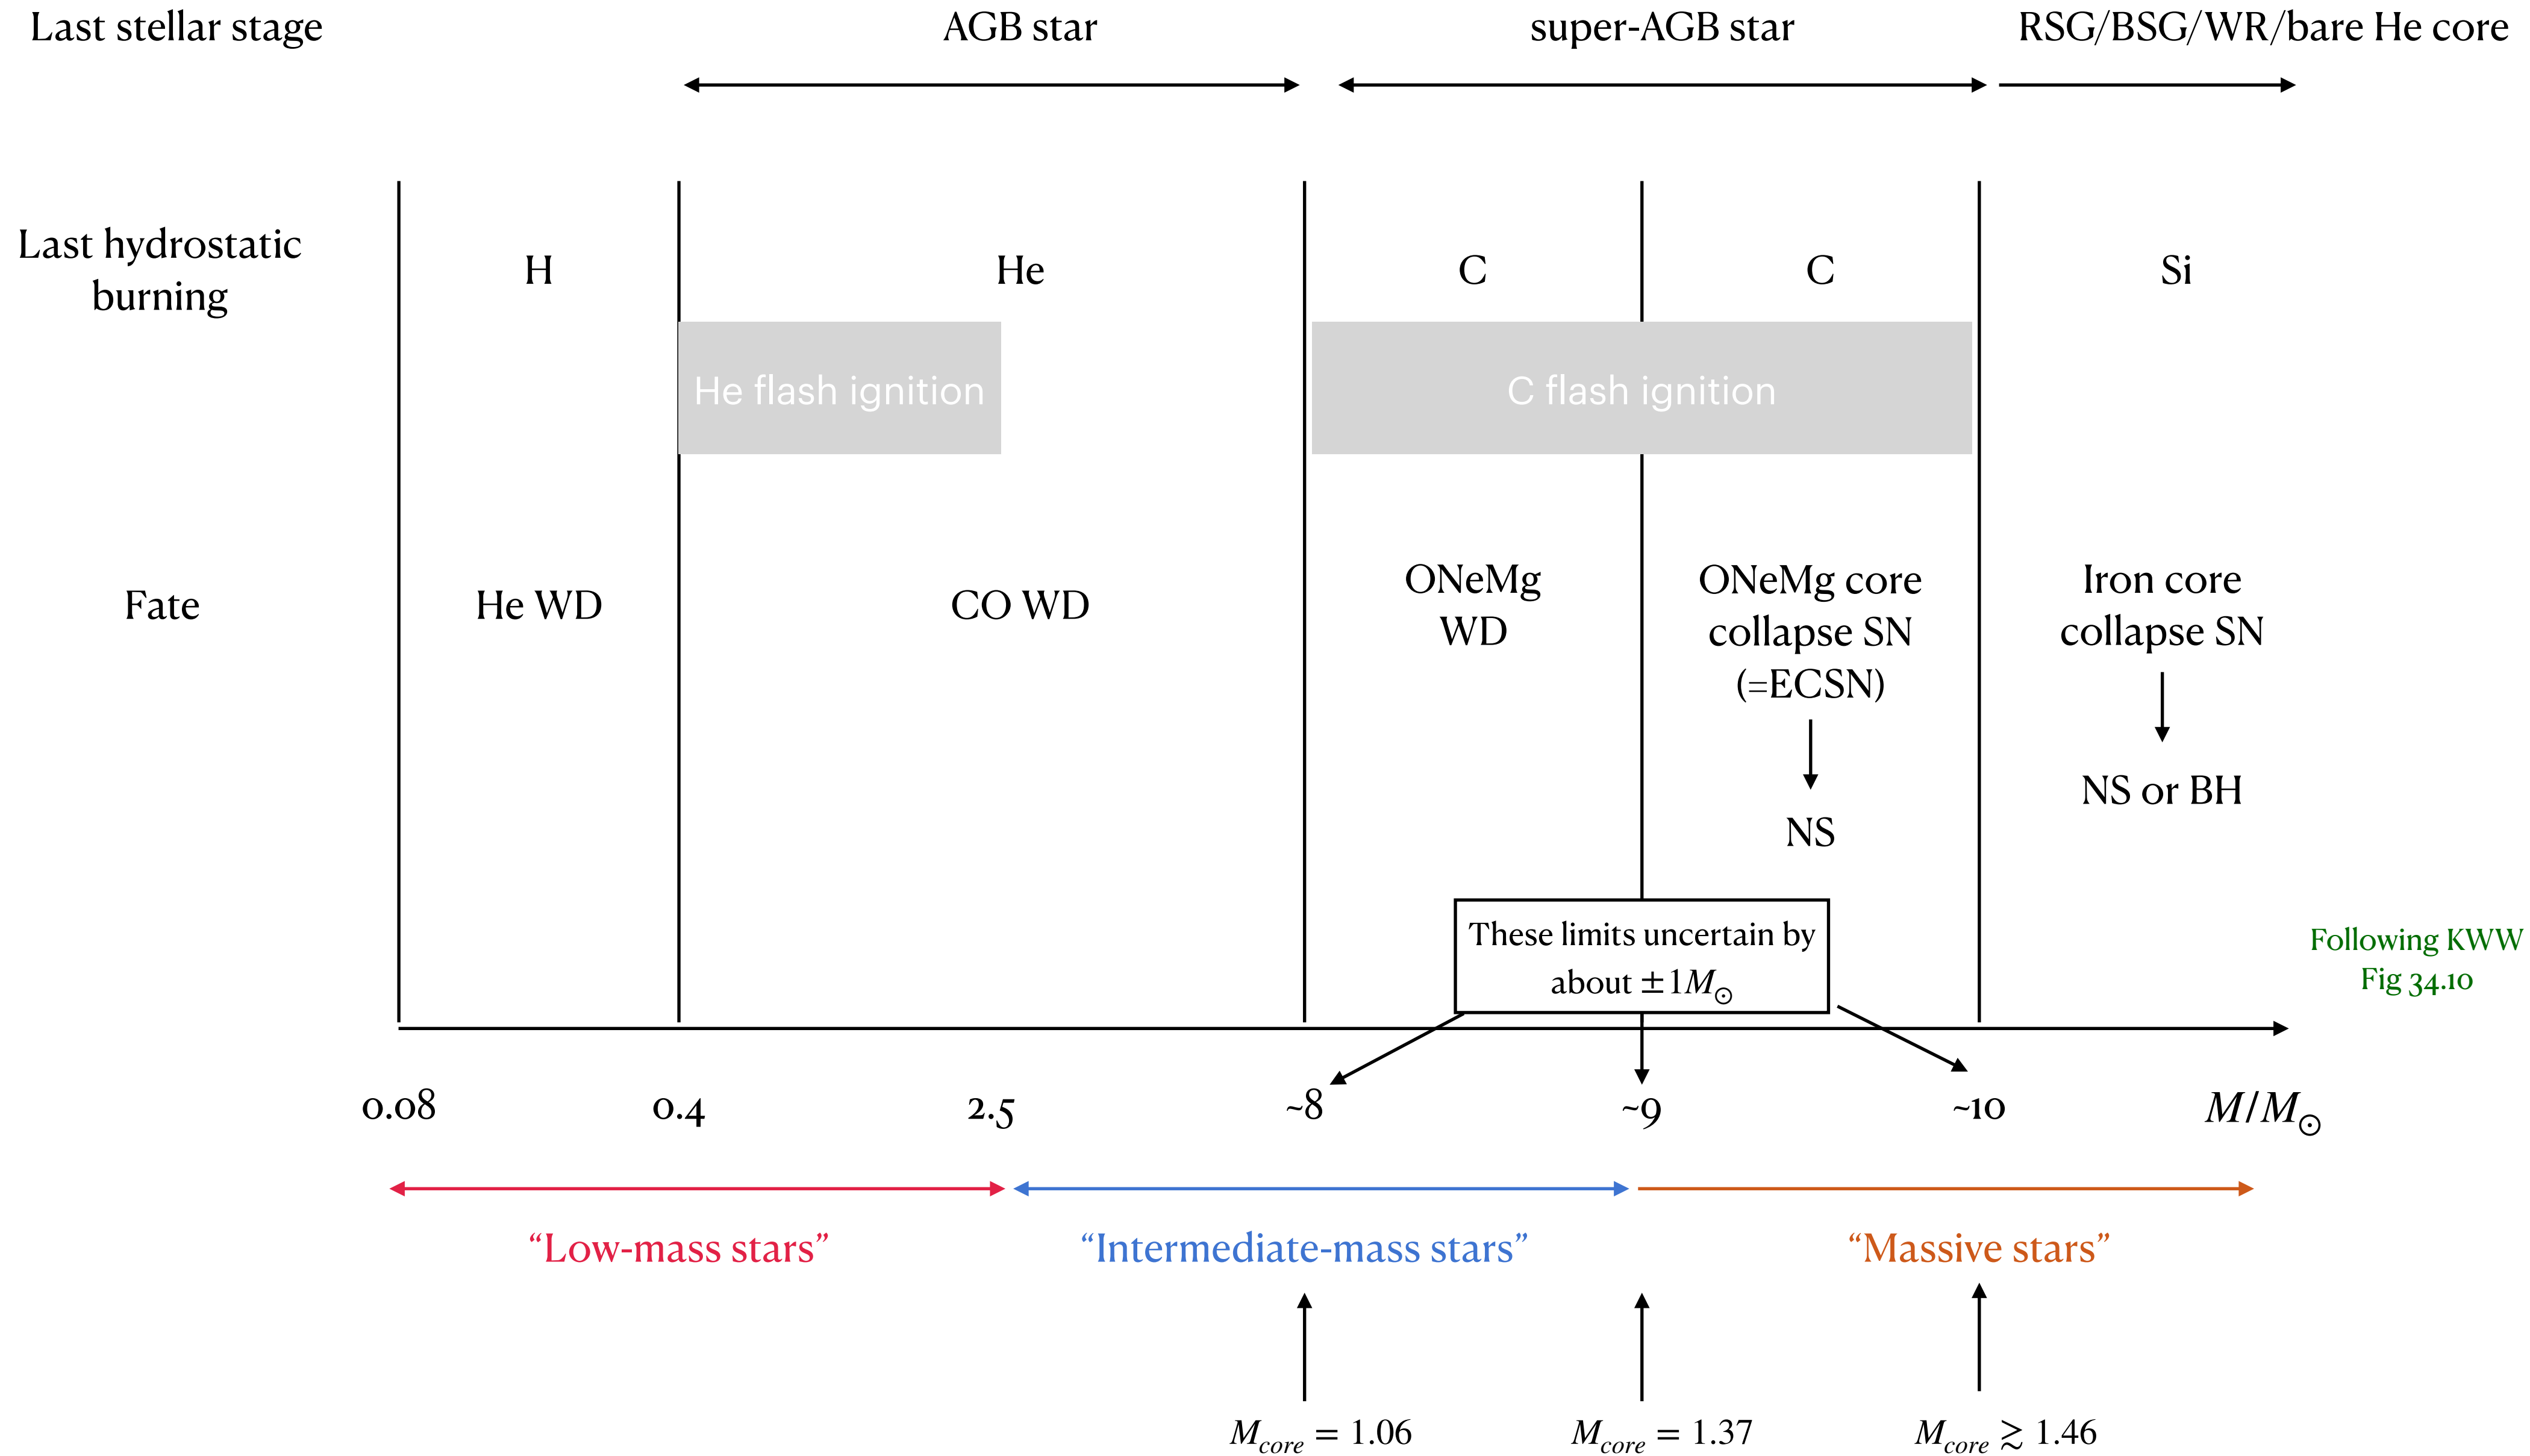 Last stellar stage
AGB star
super-AGB star
RSG/BSG/WR/bare He core
Last hydrostatic
burning
H
He
C
C
Si
He flash ignition
C flash ignition
Fate
He WD
CO WD
ONeMg
WD
ONeMg core
collapse SN
(=ECSN)
NS
Iron core
collapse SN
NS or BH
These limits uncertain by
about ±1M☉
Following KWW
Fig 34.10
0.08
0.4
2.5
~8
~9
~10
M/M☉
“Low-mass stars”
“Intermediate-mass stars”
“Massive stars”
M_core = 1.06
M_core = 1.37
M_core ≳ 1.46